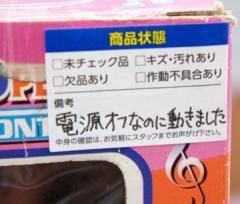 商品状態
□未チェック品 □キズ・汚れあり
□欠品あり □作動不具合あり
備考
電源オフなのに動きました
中身の確認は、お気軽にスタッフまでお声がけ下さい。
ONT